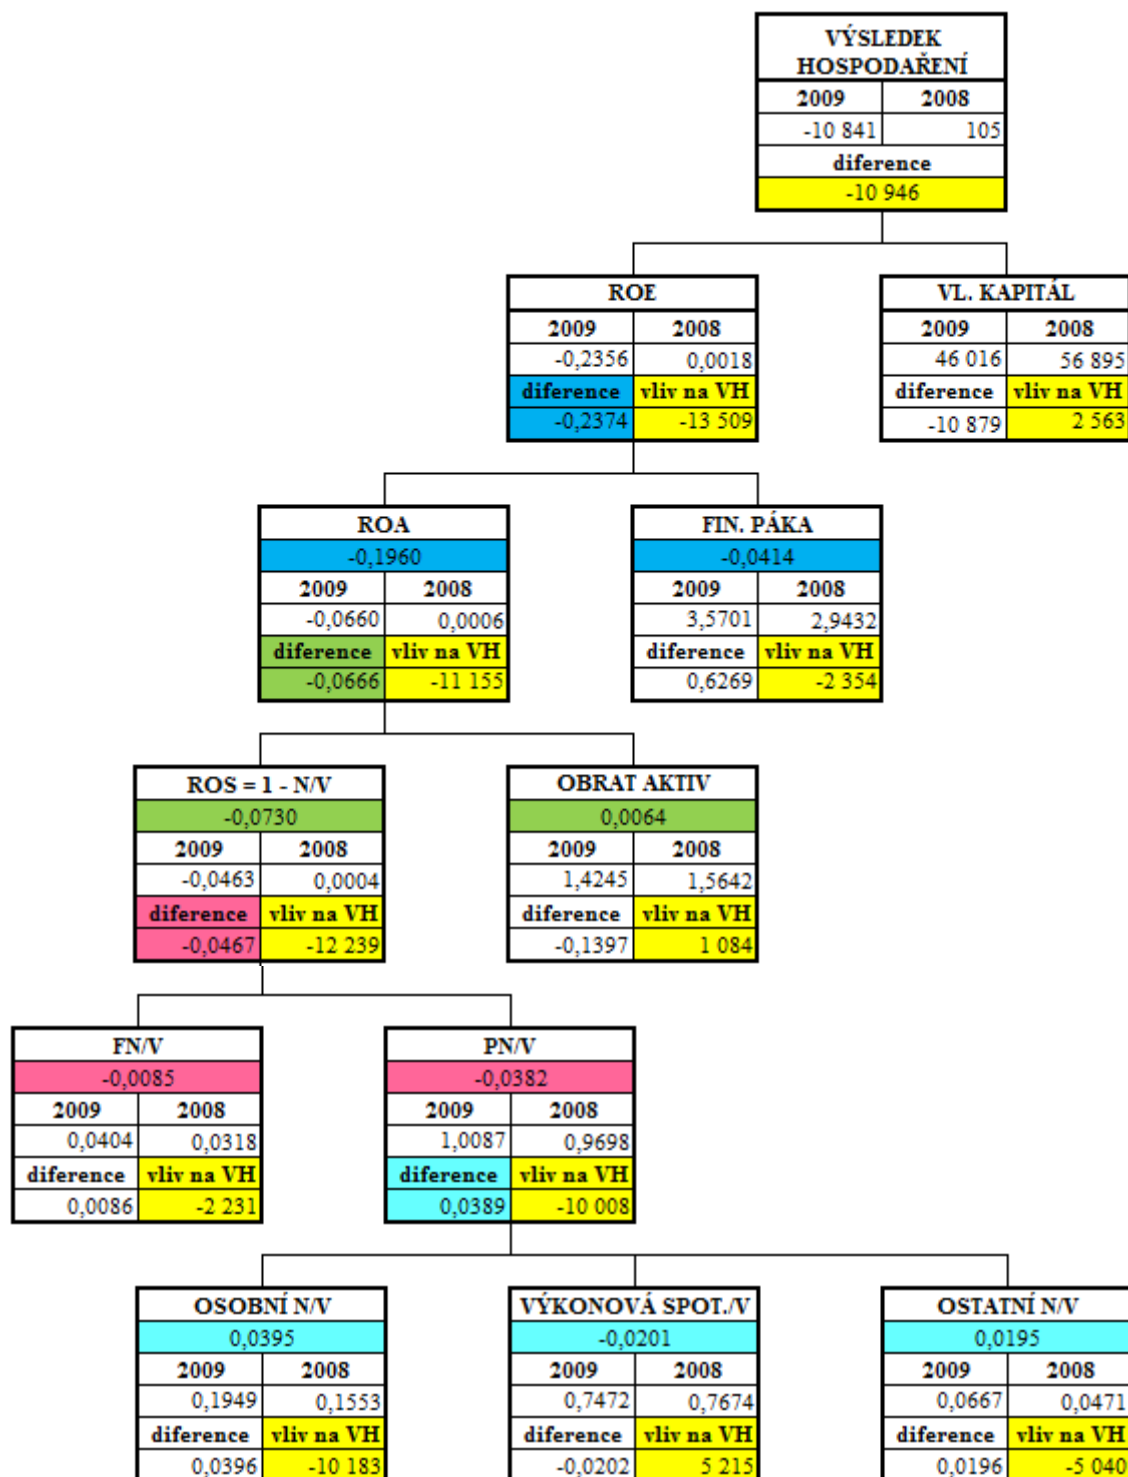 VÝSLEDEK
HOSPODAŘENÍ
2009 2008
-10 841 105
diference
-10 946
ROE
2009 2008
-0,2356 0,0018
diference vliv na VH
-0,2374 -13 509
VL. KAPITÁL
2009 2008
46 016 56 895
diference vliv na VH
-10 879 2 563
ROA
-0,1960
2009 2008
-0,0660 0,0006
diference vliv na VH
-0,0666 -11 155
FIN. PÁKA
-0,0414
2009 2008
3,5701 2,9432
diference vliv na VH
0,6269 -2 354
ROS = 1 - N/V
-0,0730
2009 2008
-0,0463 0,0004
diference vliv na VH
-0,0467 -12 239
OBRAT AKTIV
0,0064
2009 2008
1,4245 1,5642
diference vliv na VH
-0,1397 1 084
FN/V
-0,0085
2009 2008
0,0404 0,0318
diference vliv na VH
0,0086 -2 231
PN/V
-0,0382
2009 2008
1,0087 0,9698
diference vliv na VH
0,0389 -10 008
OSOBNÍ N/V
0,0395
2009 2008
0,1949 0,1553
diference vliv na VH
0,0396 -10 183
VÝKONOVÁ SPOT./V
-0,0201
2009 2008
0,7472 0,7674
diference vliv na VH
-0,0202 5 215
OSTATNÍ N/V
0,0195
2009 2008
0,0667 0,0471
diference vliv na VH
0,0196 -5 040